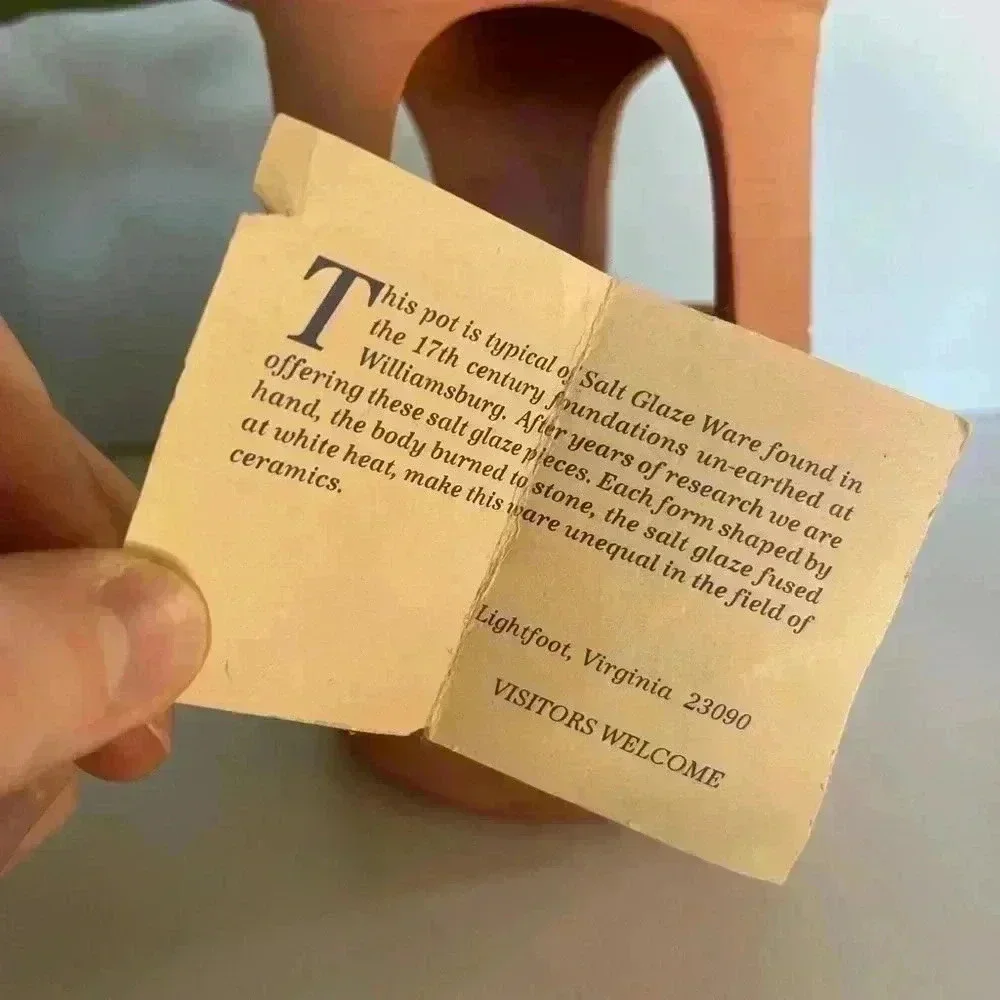 This pot is typical of Salt Glaze Ware found in
the 17th century foundations un-earthed at
Williamsburg. After years of research we are
offering these salt glaze pieces. Each form shaped by
hand, the body burned to stone, the salt glaze fused
at white heat, make this ware unequal in the field of
ceramics.
Lightfoot, Virginia 23090
VISITORS WELCOME